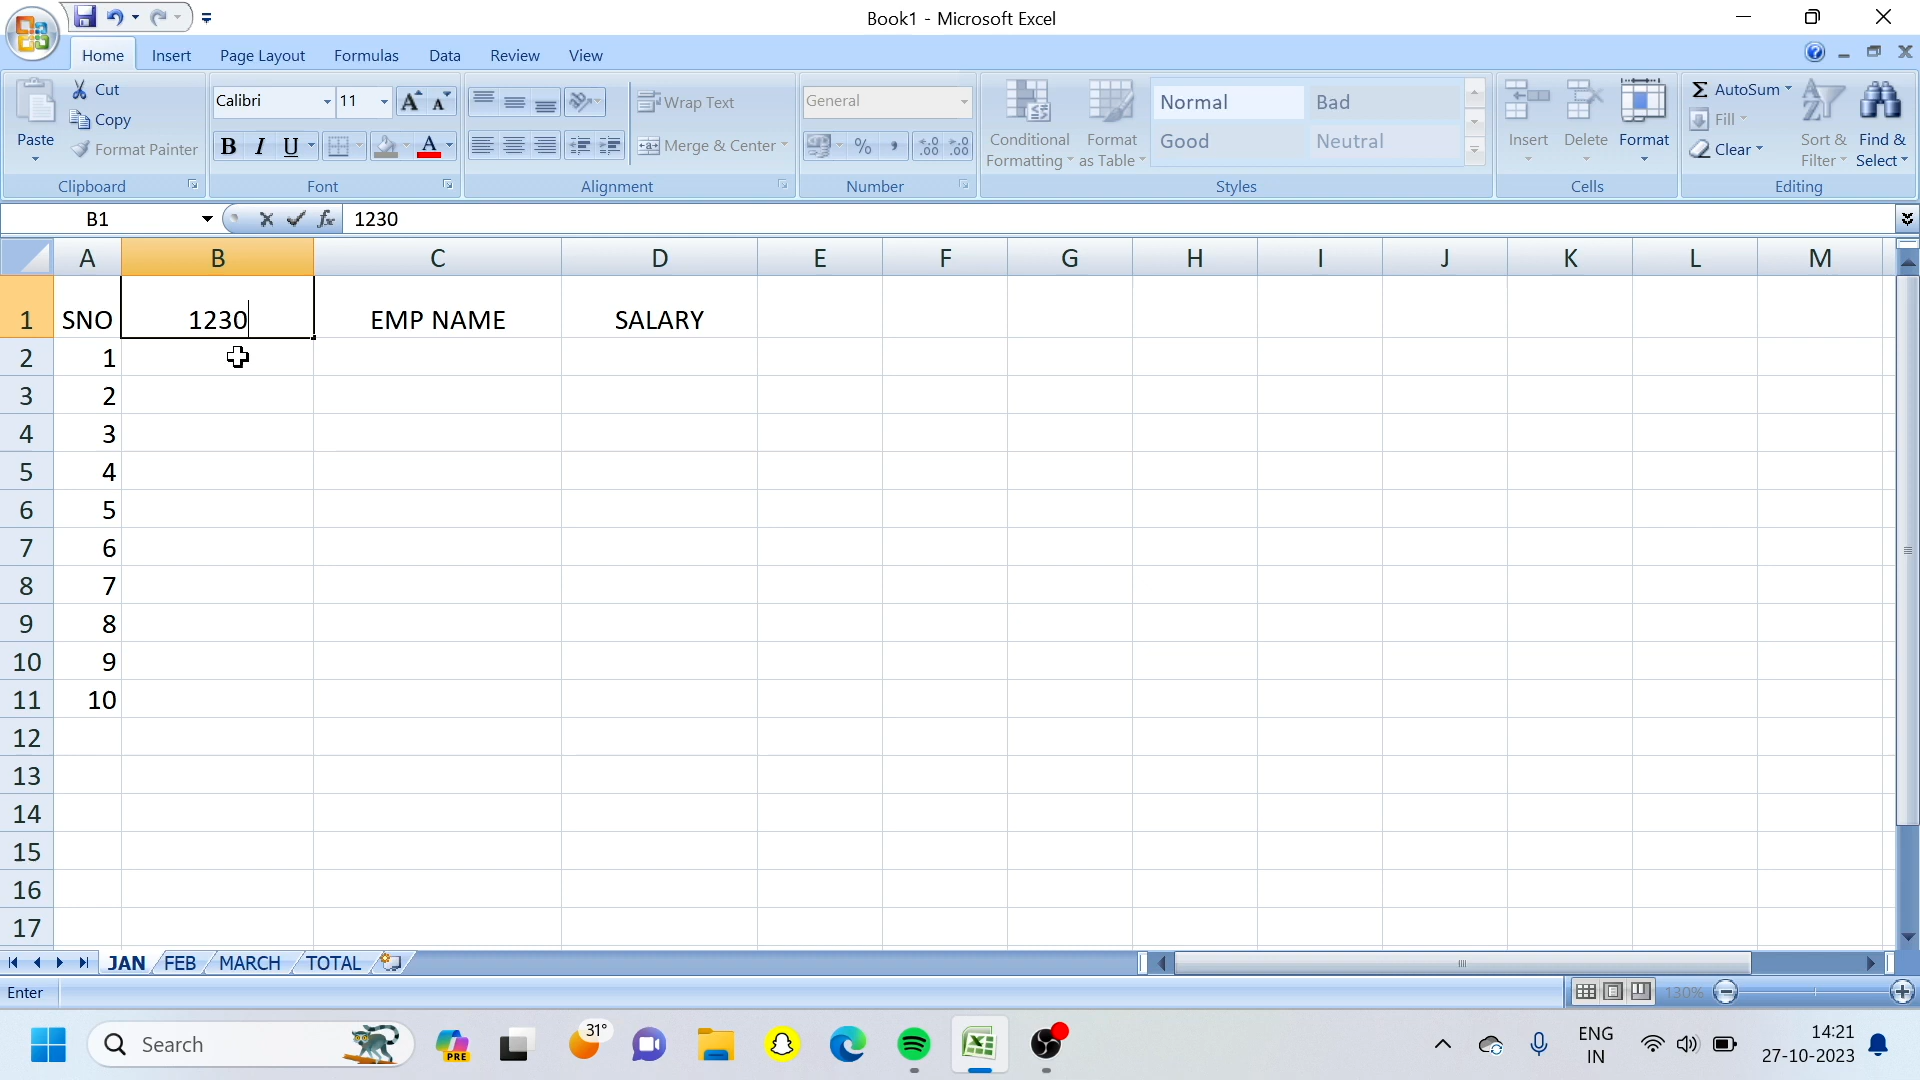 Book1 - Microsoft Excel
Home Insert Page Layout Formulas Data Review View
Paste
Cut
Copy
Format Painter
Clipboard
Calibri 11
B I U
Font
Wrap Text
Merge & Center
Alignment
General
%
Number
Conditional Formatting
Format as Table
Normal Bad
Good Neutral
Styles
Insert Delete Format
Cells
AutoSum
Fill
Clear
Sort & Filter
Find & Select
Editing
B1 fx 1230
A B C D E F G H I J K L M
1 SNO 1230 EMP NAME SALARY
2 1
3 2
4 3
5 4
6 5
7 6
8 7
9 8
10 9
11 10
12
13
14
15
16
17
JAN FEB MARCH TOTAL
Enter 130%
Search PRE 31° ENG IN 14:21 27-10-2023